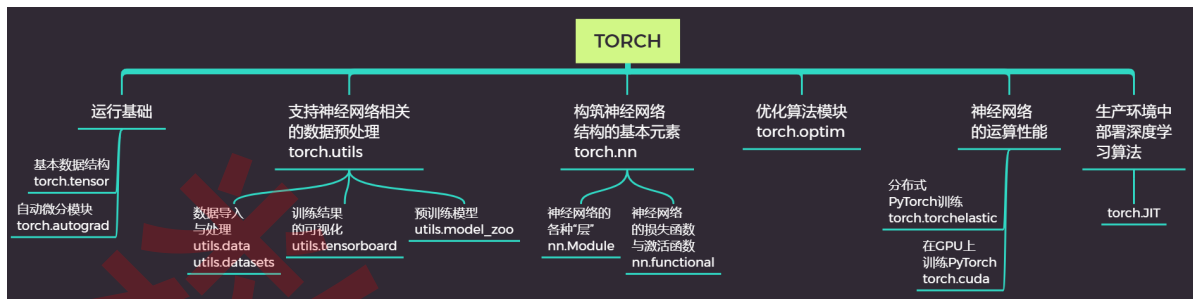 TORCH
运行基础
基本数据结构
torch.tensor
自动微分模块
torch.autograd
支持神经网络相关
的数据预处理
torch.utils
数据导入
与处理
utils.data
utils.datasets
训练结果
的可视化
utils.tensorboard
预训练模型
utils.model_zoo
构筑神经网络
结构的基本元素
torch.nn
神经网络的
各种“层”
nn.Module
神经网络
的损失函数
与激活函数
nn.functional
优化算法模块
torch.optim
神经网络
的运算性能
分布式
PyTorch训练
torch.torchelastic
在GPU上
训练PyTorch
torch.cuda
生产环境中
部署深度学
习算法
torch.JIT